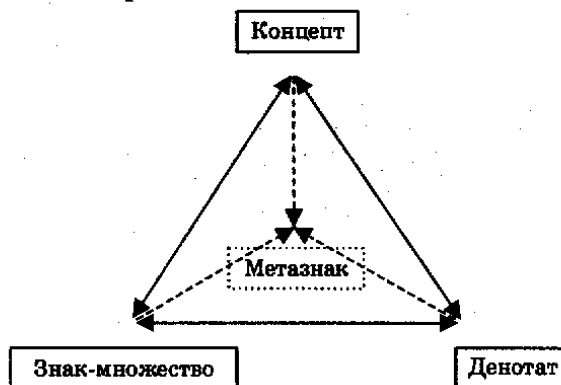 Концепт
Метазнак
Знак-множество
Денотат